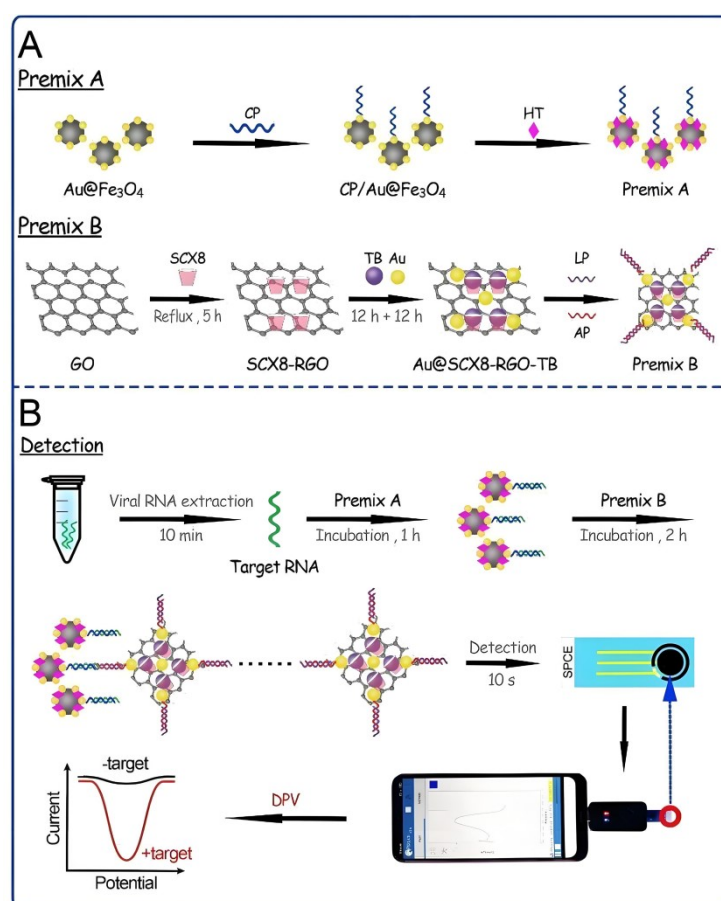 A
Premix A
CP
HT
Au@Fe₃O₄
CP/Au@Fe₃O₄
Premix A
Premix B
SCX8
TB Au
LP
Reflux , 5 h
12 h + 12 h
AP
GO
SCX8-RGO
Au@SCX8-RGO-TB
Premix B
B
Detection
Viral RNA extraction
Premix A
Premix B
10 min
Incubation , 1 h
Incubation , 2 h
Target RNA
Detection
10 s
SPCE
-target
DPV
Current
+target
Potential